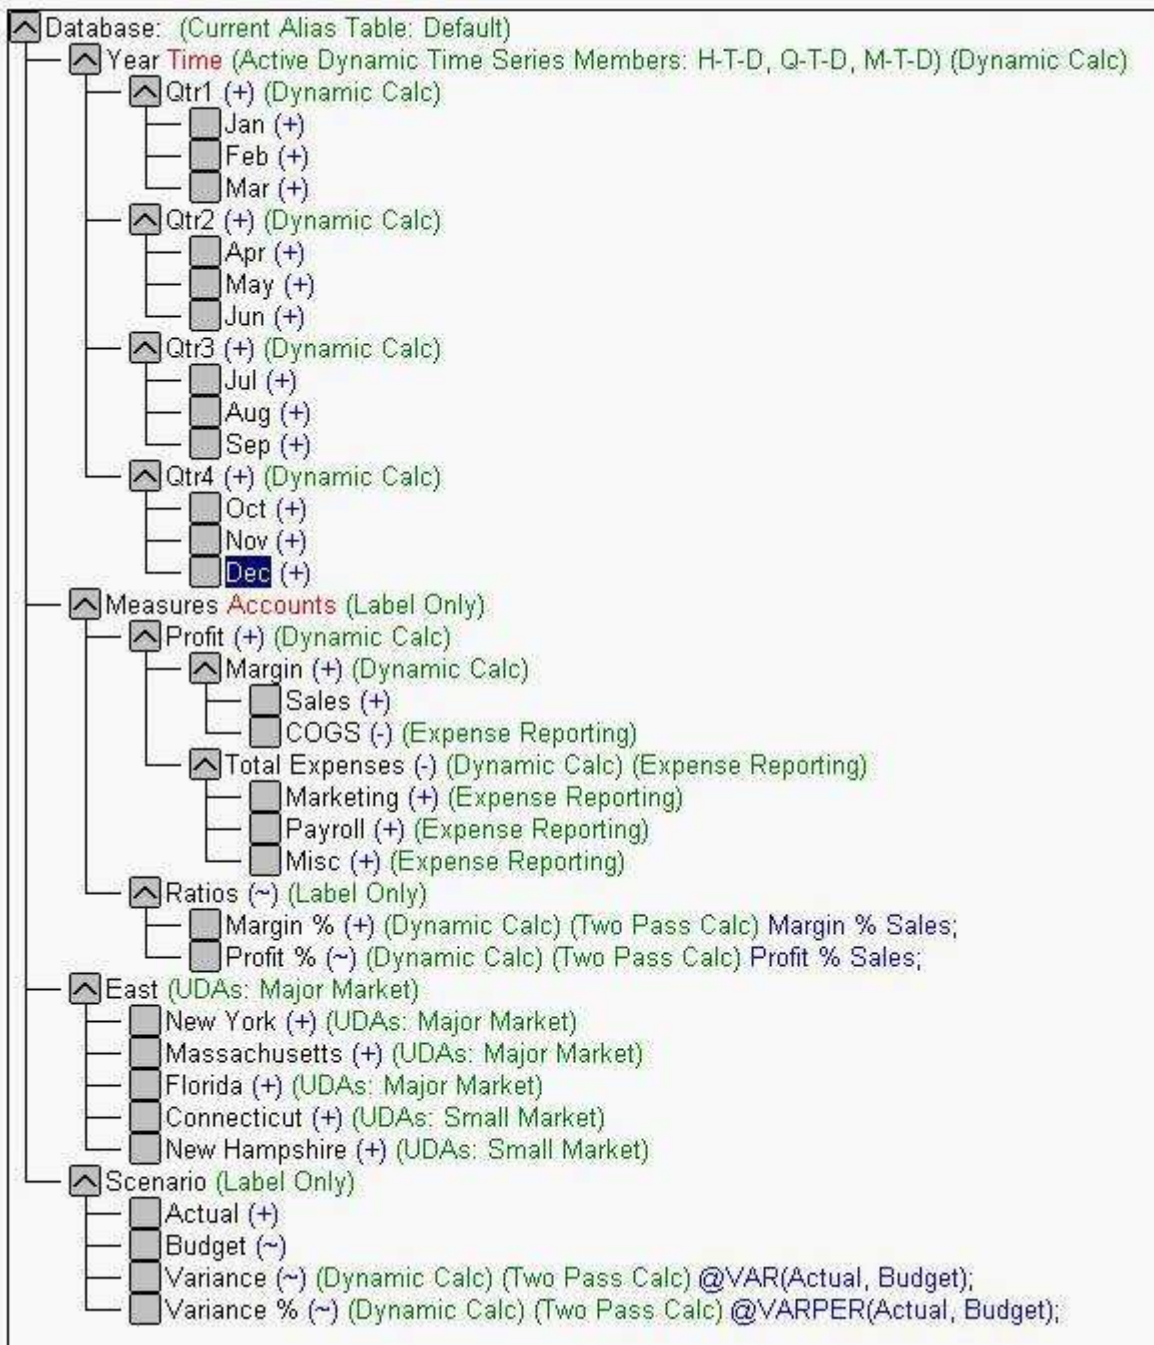 Database: (Current Alias Table: Default)
Year Time (Active Dynamic Time Series Members: H-T-D, Q-T-D, M-T-D) (Dynamic Calc)
Qtr1 (+) (Dynamic Calc)
Jan (+)
Feb (+)
Mar (+)
Qtr2 (+) (Dynamic Calc)
Apr (+)
May (+)
Jun (+)
Qtr3 (+) (Dynamic Calc)
Jul (+)
Aug (+)
Sep (+)
Qtr4 (+) (Dynamic Calc)
Oct (+)
Nov (+)
Dec (+)
Measures Accounts (Label Only)
Profit (+) (Dynamic Calc)
Margin (+) (Dynamic Calc)
Sales (+)
COGS (-) (Expense Reporting)
Total Expenses (-) (Dynamic Calc) (Expense Reporting)
Marketing (+) (Expense Reporting)
Payroll (+) (Expense Reporting)
Misc (+) (Expense Reporting)
Ratios (~) (Label Only)
Margin % (+) (Dynamic Calc) (Two Pass Calc) Margin % Sales;
Profit % (~) (Dynamic Calc) (Two Pass Calc) Profit % Sales;
East (UDAs: Major Market)
New York (+) (UDAs: Major Market)
Massachusetts (+) (UDAs: Major Market)
Florida (+) (UDAs: Major Market)
Connecticut (+) (UDAs: Small Market)
New Hampshire (+) (UDAs: Small Market)
Scenario (Label Only)
Actual (+)
Budget (~)
Variance (~) (Dynamic Calc) (Two Pass Calc) @VAR(Actual, Budget);
Variance % (~) (Dynamic Calc) (Two Pass Calc) @VARPER(Actual, Budget);